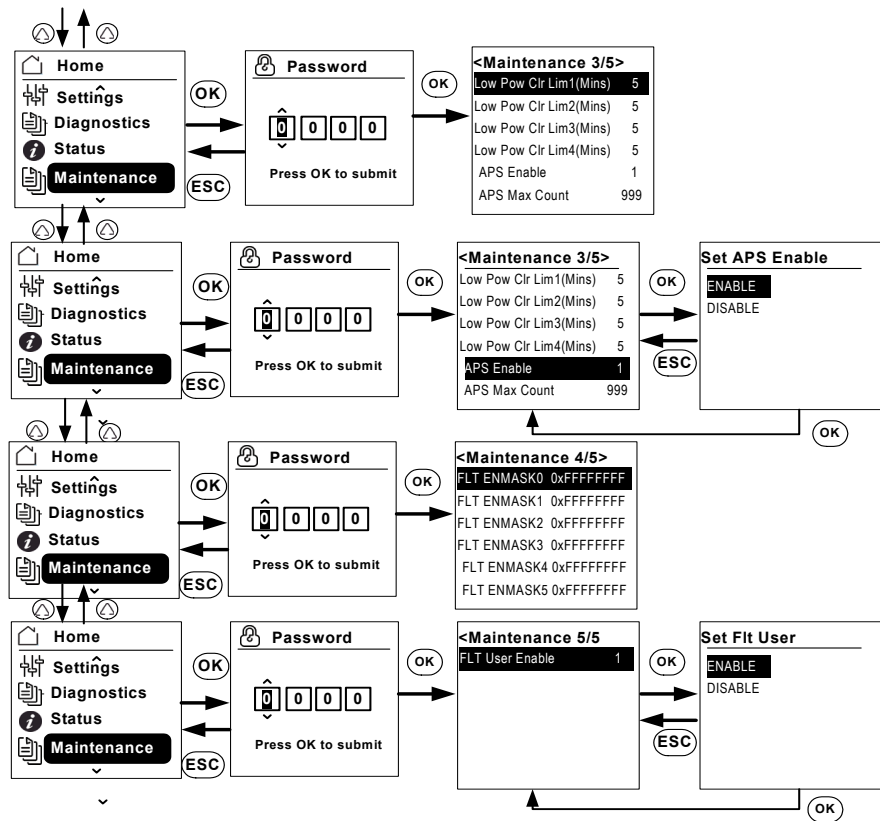 Home
Settings
Diagnostics
Status
Maintenance
OK
ESC
Password
0 0 0 0
Press OK to submit
OK
<Maintenance 3/5>
Low Pow Clr Lim1(Mins) 5
Low Pow Clr Lim2(Mins) 5
Low Pow Clr Lim3(Mins) 5
Low Pow Clr Lim4(Mins) 5
APS Enable 1
APS Max Count 999
Home
Settings
Diagnostics
Status
Maintenance
OK
ESC
Password
0 0 0 0
Press OK to submit
OK
<Maintenance 3/5>
Low Pow Clr Lim1(Mins) 5
Low Pow Clr Lim2(Mins) 5
Low Pow Clr Lim3(Mins) 5
Low Pow Clr Lim4(Mins) 5
APS Enable 1
APS Max Count 999
OK
ESC
Set APS Enable
ENABLE
DISABLE
OK
Home
Settings
Diagnostics
Status
Maintenance
OK
ESC
Password
0 0 0 0
Press OK to submit
OK
<Maintenance 4/5>
FLT ENMASK0 0xFFFFFFFF
FLT ENMASK1 0xFFFFFFFF
FLT ENMASK2 0xFFFFFFFF
FLT ENMASK3 0xFFFFFFFF
FLT ENMASK4 0xFFFFFFFF
FLT ENMASK5 0xFFFFFFFF
Home
Settings
Diagnostics
Status
Maintenance
OK
ESC
Password
0 0 0 0
Press OK to submit
OK
<Maintenance 5/5
FLT User Enable 1
OK
ESC
Set Flt User
ENABLE
DISABLE
OK